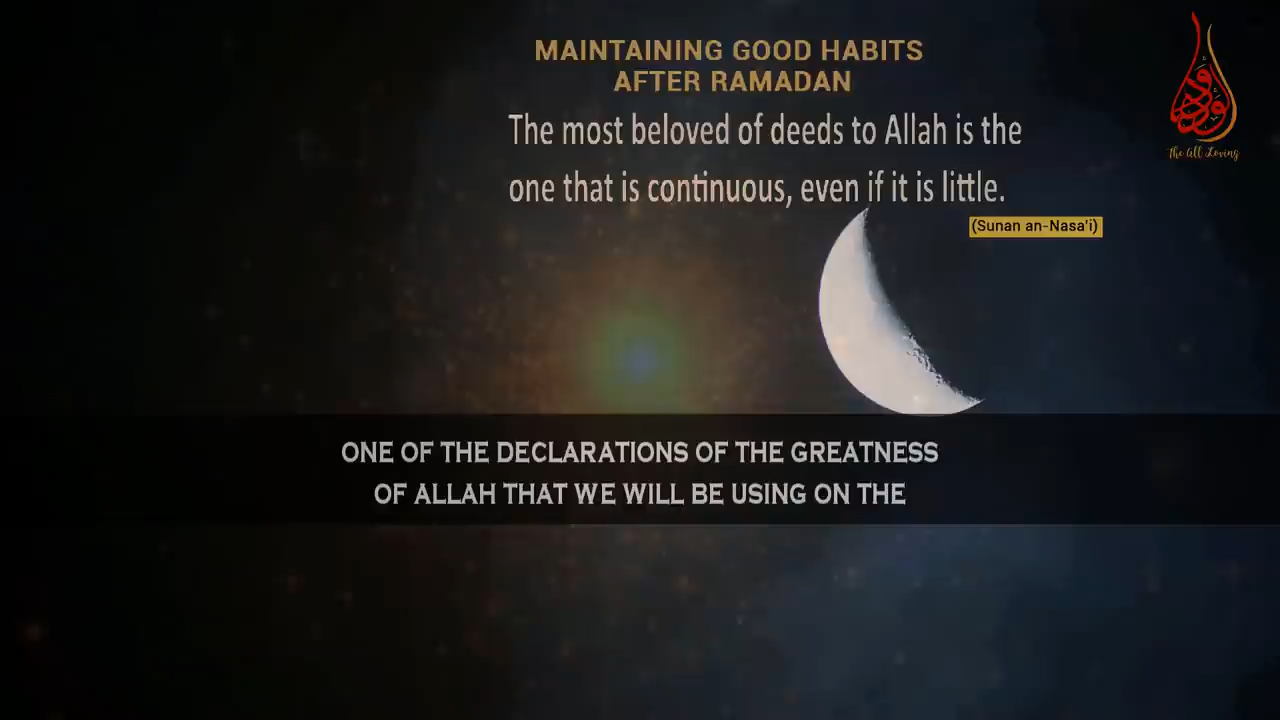 MAINTAINING GOOD HABITS
AFTER RAMADAN
The most beloved of deeds to Allah is the
one that is continuous, even if it is little.
(Sunan an-Nasa'i)
ONE OF THE DECLARATIONS OF THE GREATNESS
OF ALLAH THAT WE WILL BE USING ON THE
الودود
The All Loving